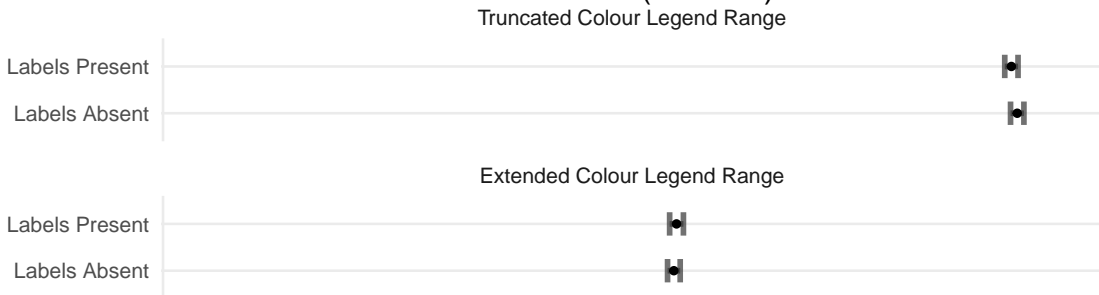 Truncated Colour Legend Range
Labels Present
Labels Absent
Extended Colour Legend Range
Labels Present
Labels Absent